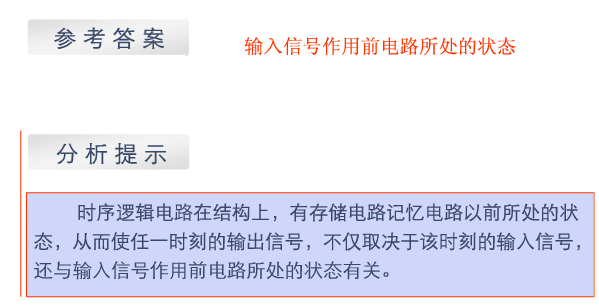 参考答案
输入信号作用前电路所处的状态
分析提示
时序逻辑电路在结构上，有存储电路记忆电路以前所处的状
态，从而使任一时刻的输出信号，不仅取决于该时刻的输入信号，
还与输入信号作用前电路所处的状态有关。